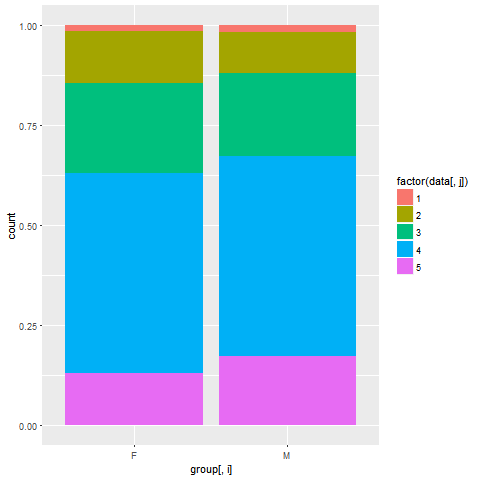 1.00
0.75
0.50
0.25
0.00
count
F
M
group[, i]
factor(data[, j])
1
2
3
4
5